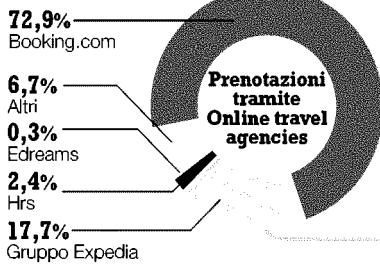 72,9%
Booking.com
6,7%
Altri
0,3%
Edreams
2,4%
Hrs
17,7%
Gruppo Expedia
Prenotazioni
tramite
Online travel
agencies